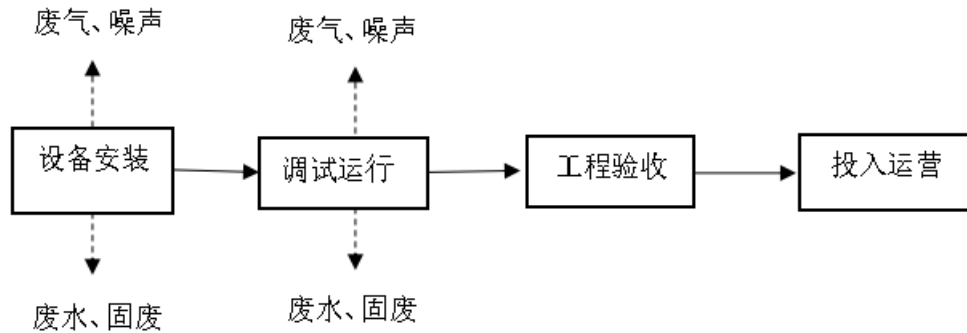 废气、噪声
废气、噪声
设备安装
调试运行
工程验收
投入运营
废水、固废
废水、固废